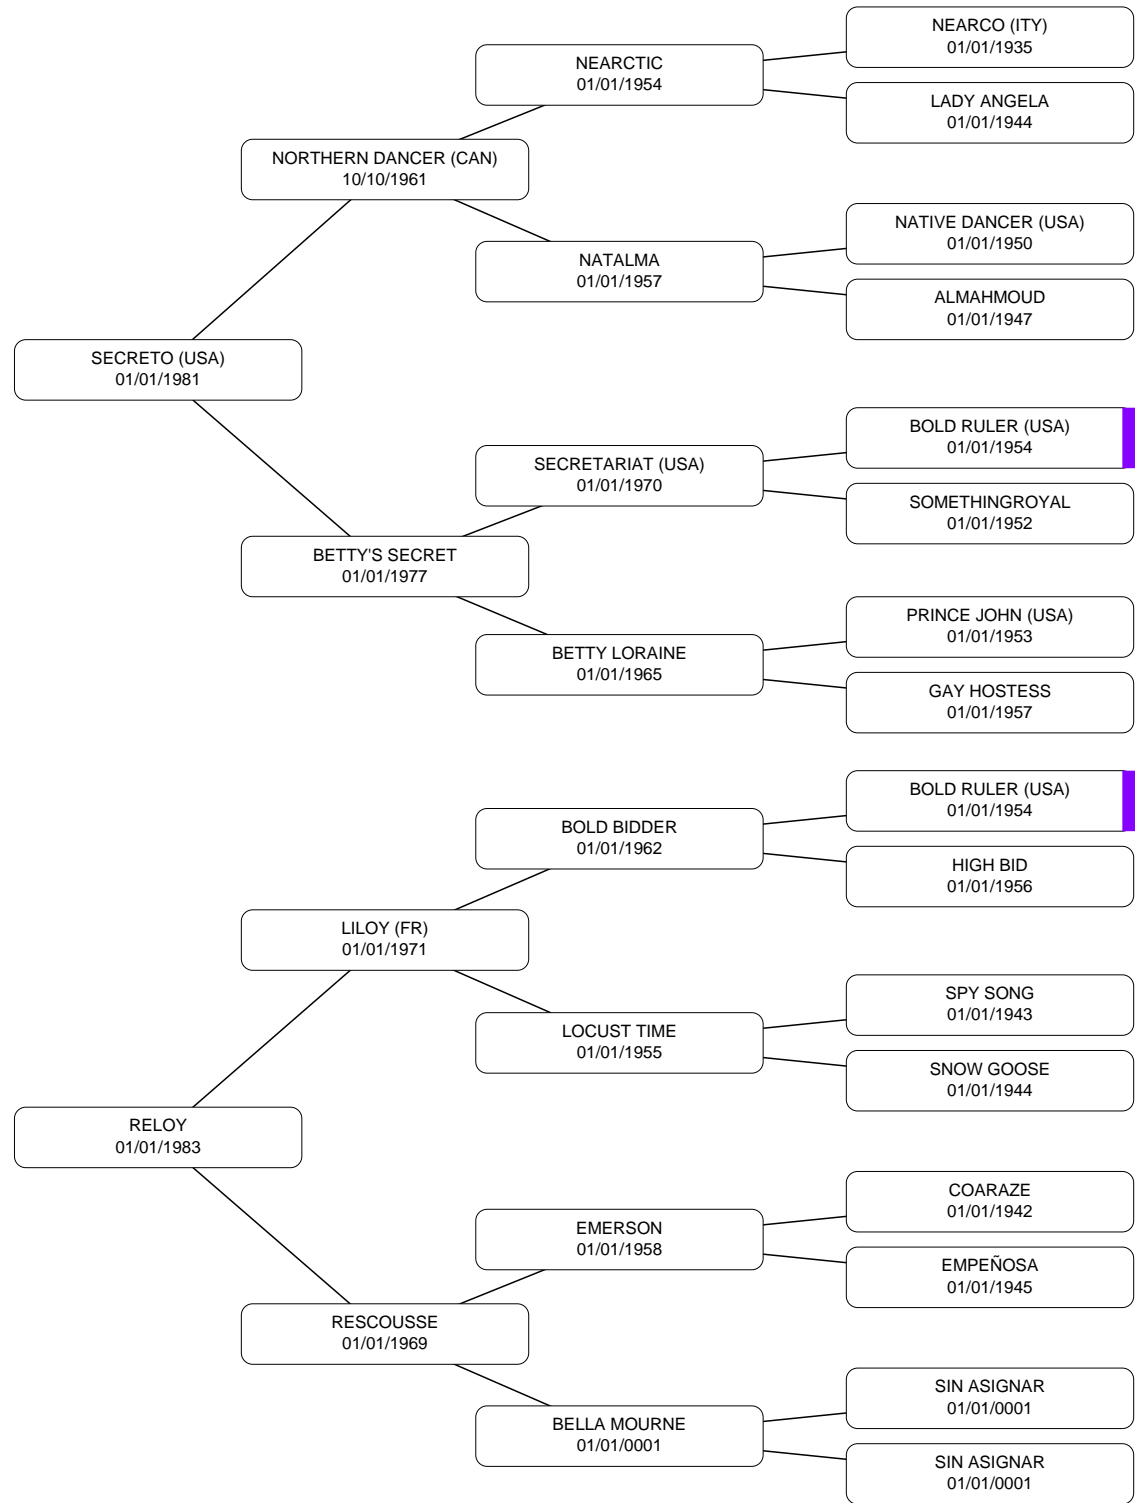 NEARCO (ITY)
01/01/1935
NEARCTIC
01/01/1954
LADY ANGELA
01/01/1944
NORTHERN DANCER (CAN)
10/10/1961
NATIVE DANCER (USA)
01/01/1950
NATALMA
01/01/1957
ALMAHMOUD
01/01/1947
SECRETO (USA)
01/01/1981
BOLD RULER (USA)
01/01/1954
SECRETARIAT (USA)
01/01/1970
SOMETHINGROYAL
01/01/1952
BETTY'S SECRET
01/01/1977
PRINCE JOHN (USA)
01/01/1953
BETTY LORAINE
01/01/1965
GAY HOSTESS
01/01/1957
BOLD RULER (USA)
01/01/1954
BOLD BIDDER
01/01/1962
HIGH BID
01/01/1956
LILOY (FR)
01/01/1971
SPY SONG
01/01/1943
LOCUST TIME
01/01/1955
SNOW GOOSE
01/01/1944
RELOY
01/01/1983
COARAZE
01/01/1942
EMERSON
01/01/1958
EMPEÑOSA
01/01/1945
RESCOUSSE
01/01/1969
SIN ASIGNAR
01/01/0001
BELLA MOURNE
01/01/0001
SIN ASIGNAR
01/01/0001